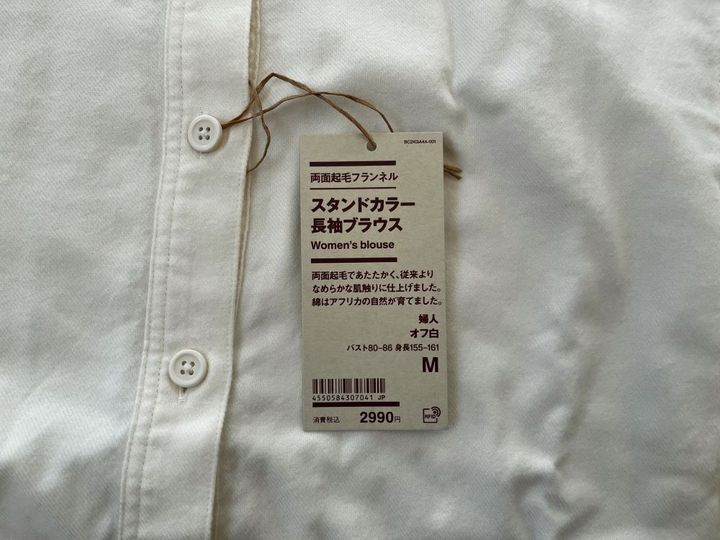 BC2KGA4A-001
両面起毛フランネル
スタンドカラー
長袖ブラウス
Women's blouse
両面起毛であたたかく、従来より
なめらかな肌触りに仕上げました。
綿はアフリカの自然が育てました。
婦人
オフ白
バスト80-86 身長155-161
M
4550584307041 JP
消費税込 2990円
RFID